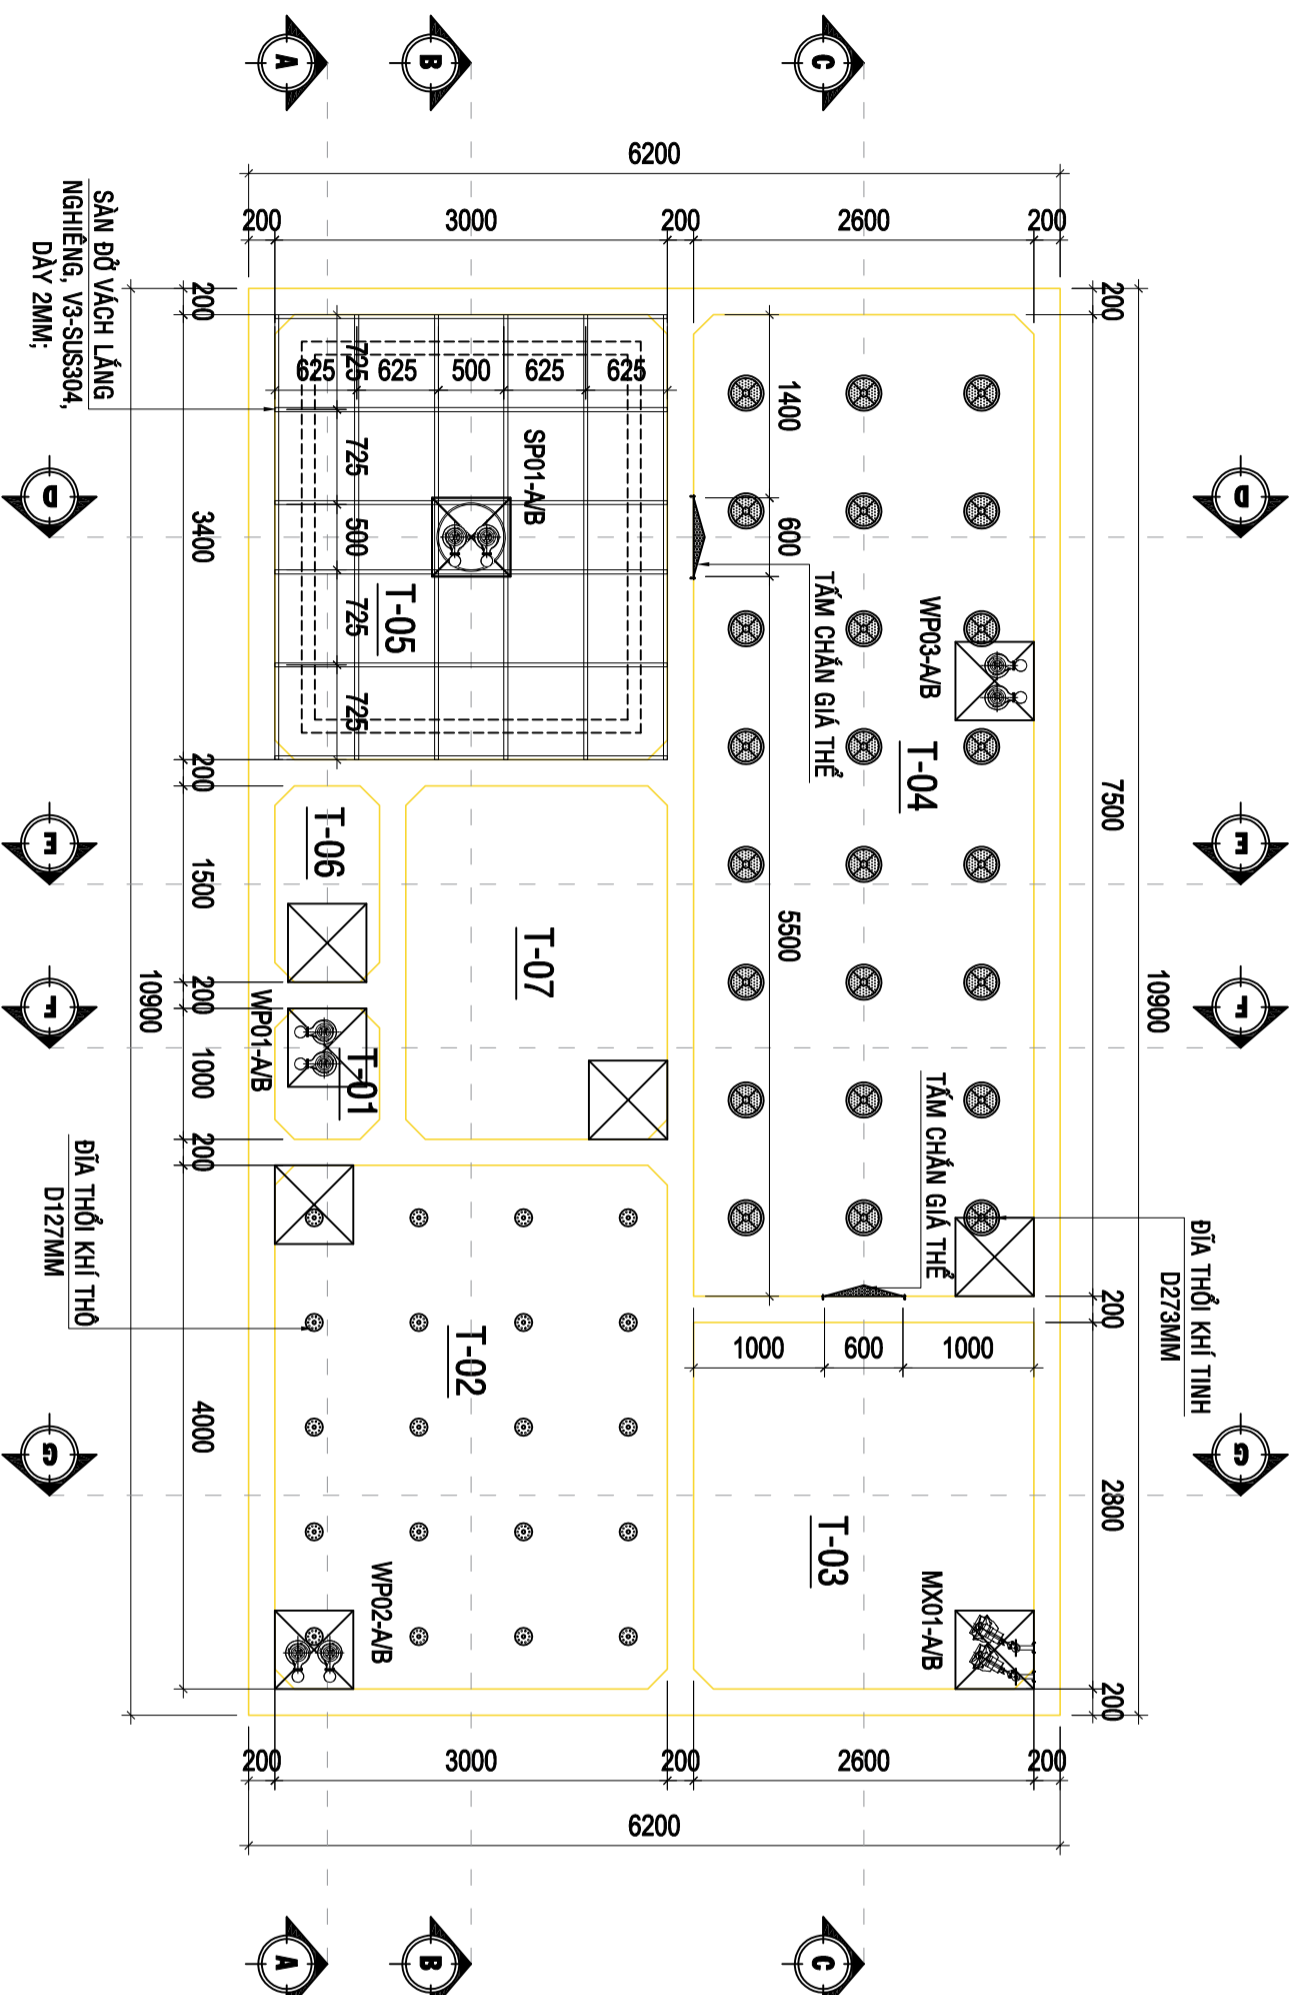 A
B
C
6200
200
3000
200
2600
200
SÀN ĐỠ VÁCH LẮNG
NGHIÊNG, V3-SUS304,
DÀY 2MM;
200
3400
200
1500
200
1000
200
4000
10900
200
7500
200
2800
200
10900
D
D
E
E
F
F
G
G
625
625
500
625
625
725
725
500
725
725
SP01-A/B
T-05
1400
600
5500
TẤM CHẮN GIÁ THỂ
WP03-A/B
T-04
T-06
T-07
WP01-A/B
T-01
TẤM CHẮN GIÁ THỂ
ĐĨA THỔI KHÍ TINH
D273MM
ĐĨA THỔI KHÍ THÔ
D127MM
1000
600
1000
T-02
T-03
WP02-A/B
MX01-A/B
200
3000
200
2600
200
6200
A
B
C